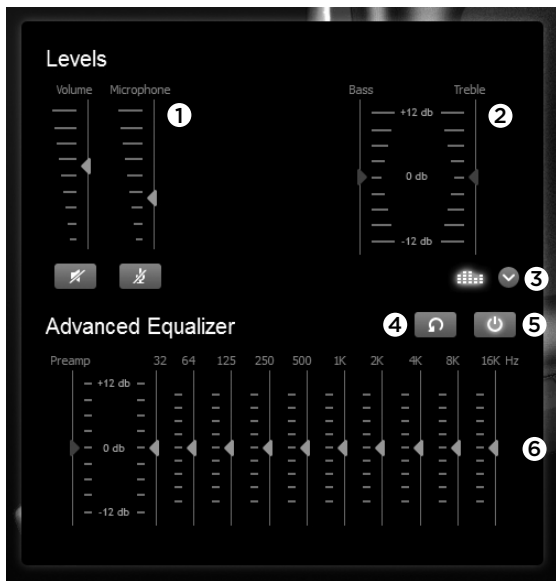 Levels
Volume Microphone Bass Treble
1 2
+12 db
0 db
-12 db
3
Advanced Equalizer 4 5
Preamp 32 64 125 250 500 1K 2K 4K 8K 16K Hz
+12 db
0 db 6
-12 db